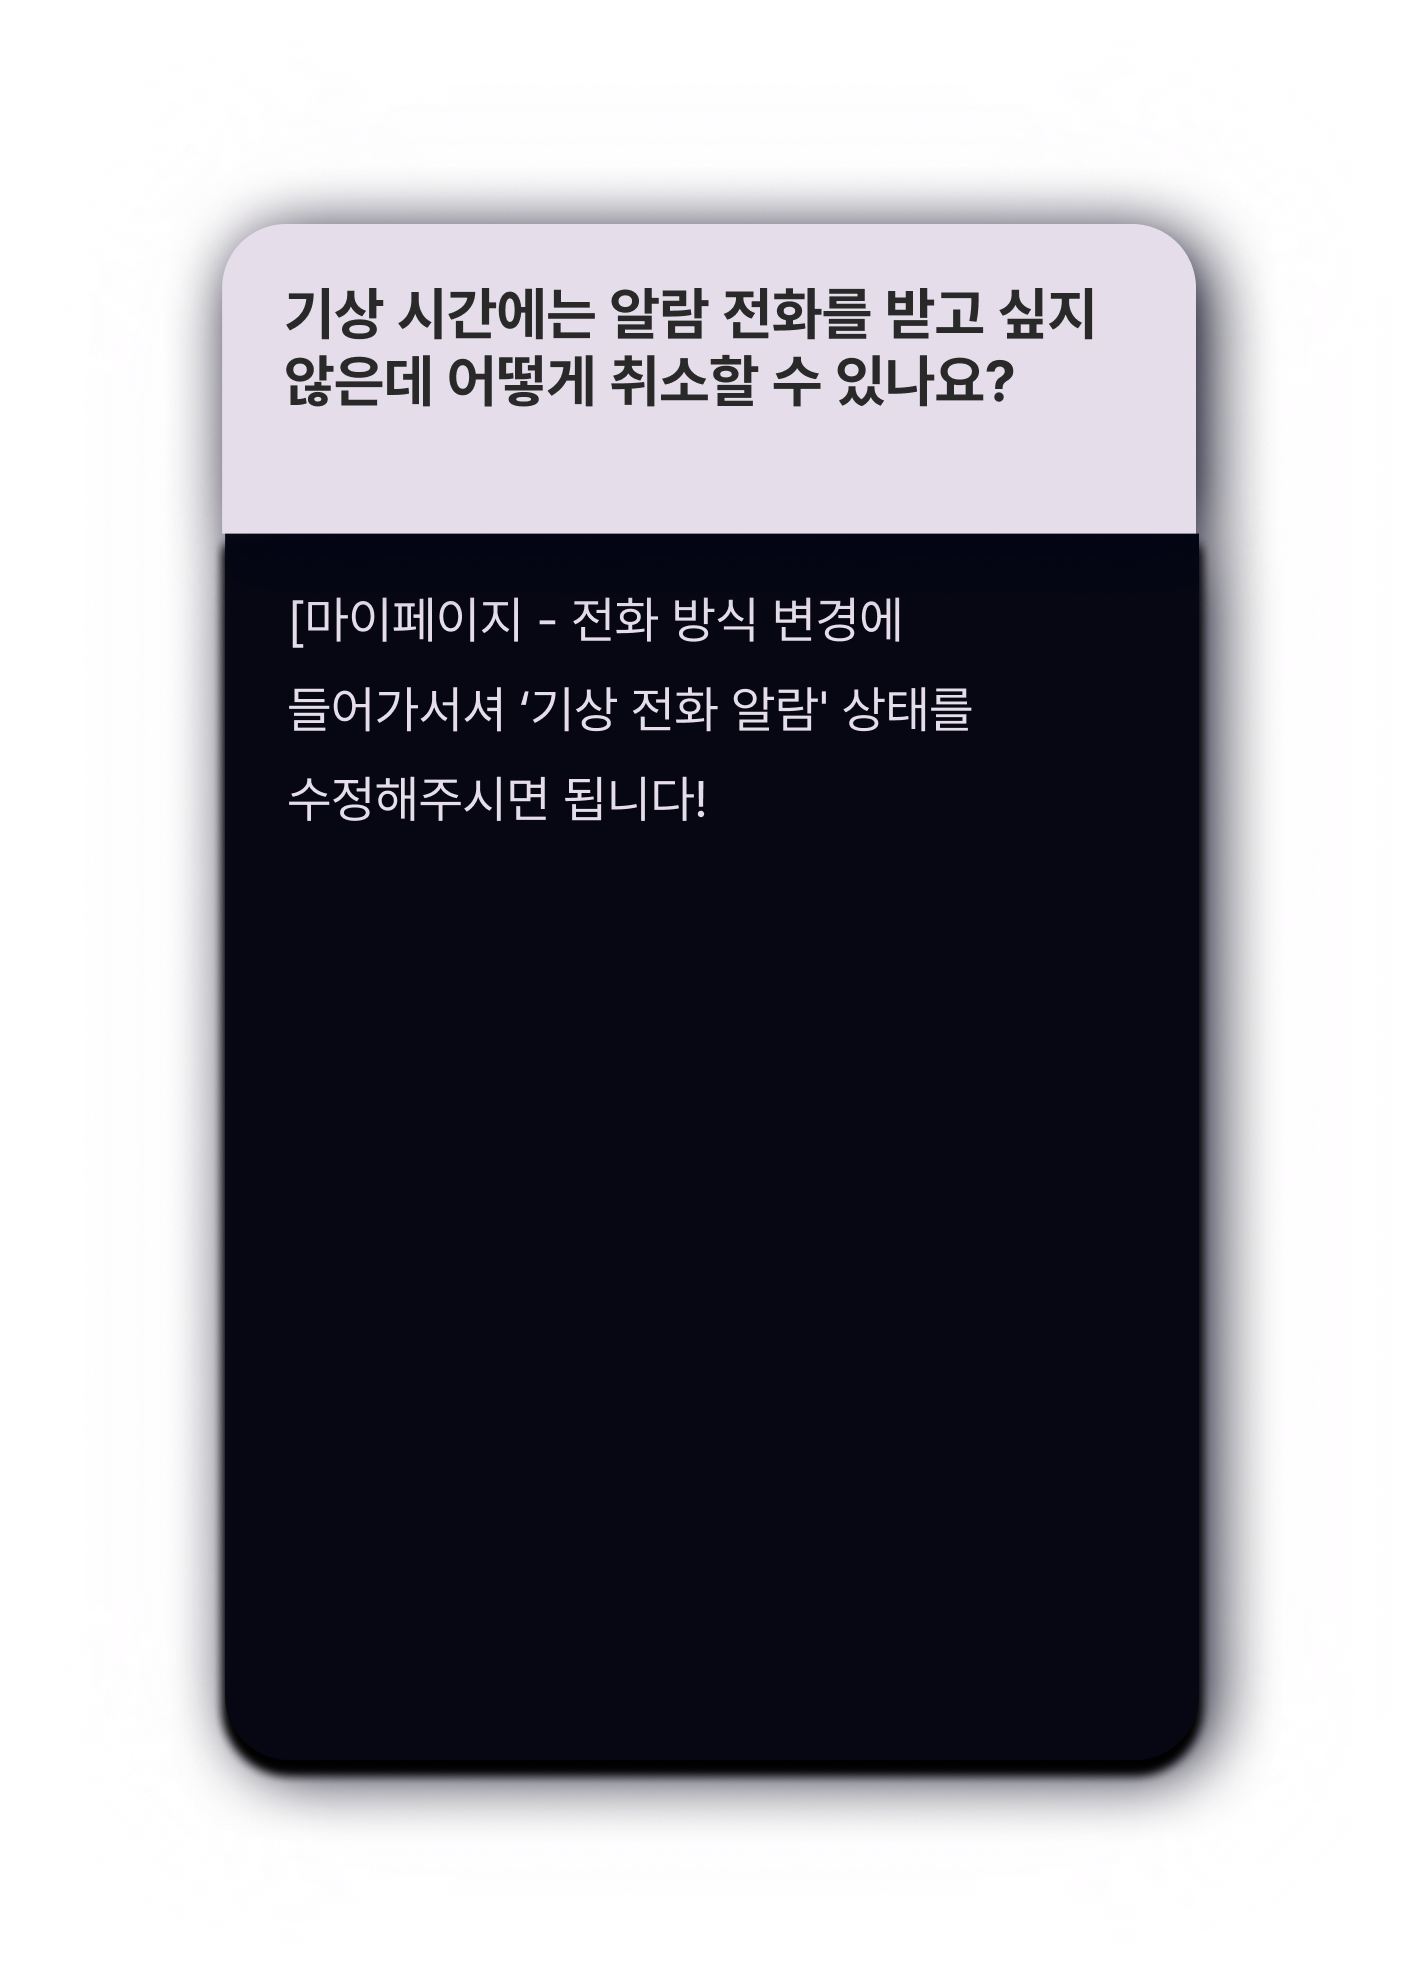 기상 시간에는 알람 전화를 받고 싶지
않은데 어떻게 취소할 수 있나요?
[마이페이지 - 전화 방식 변경에
들어가서셔 ‘기상 전화 알람' 상태를
수정해주시면 됩니다!